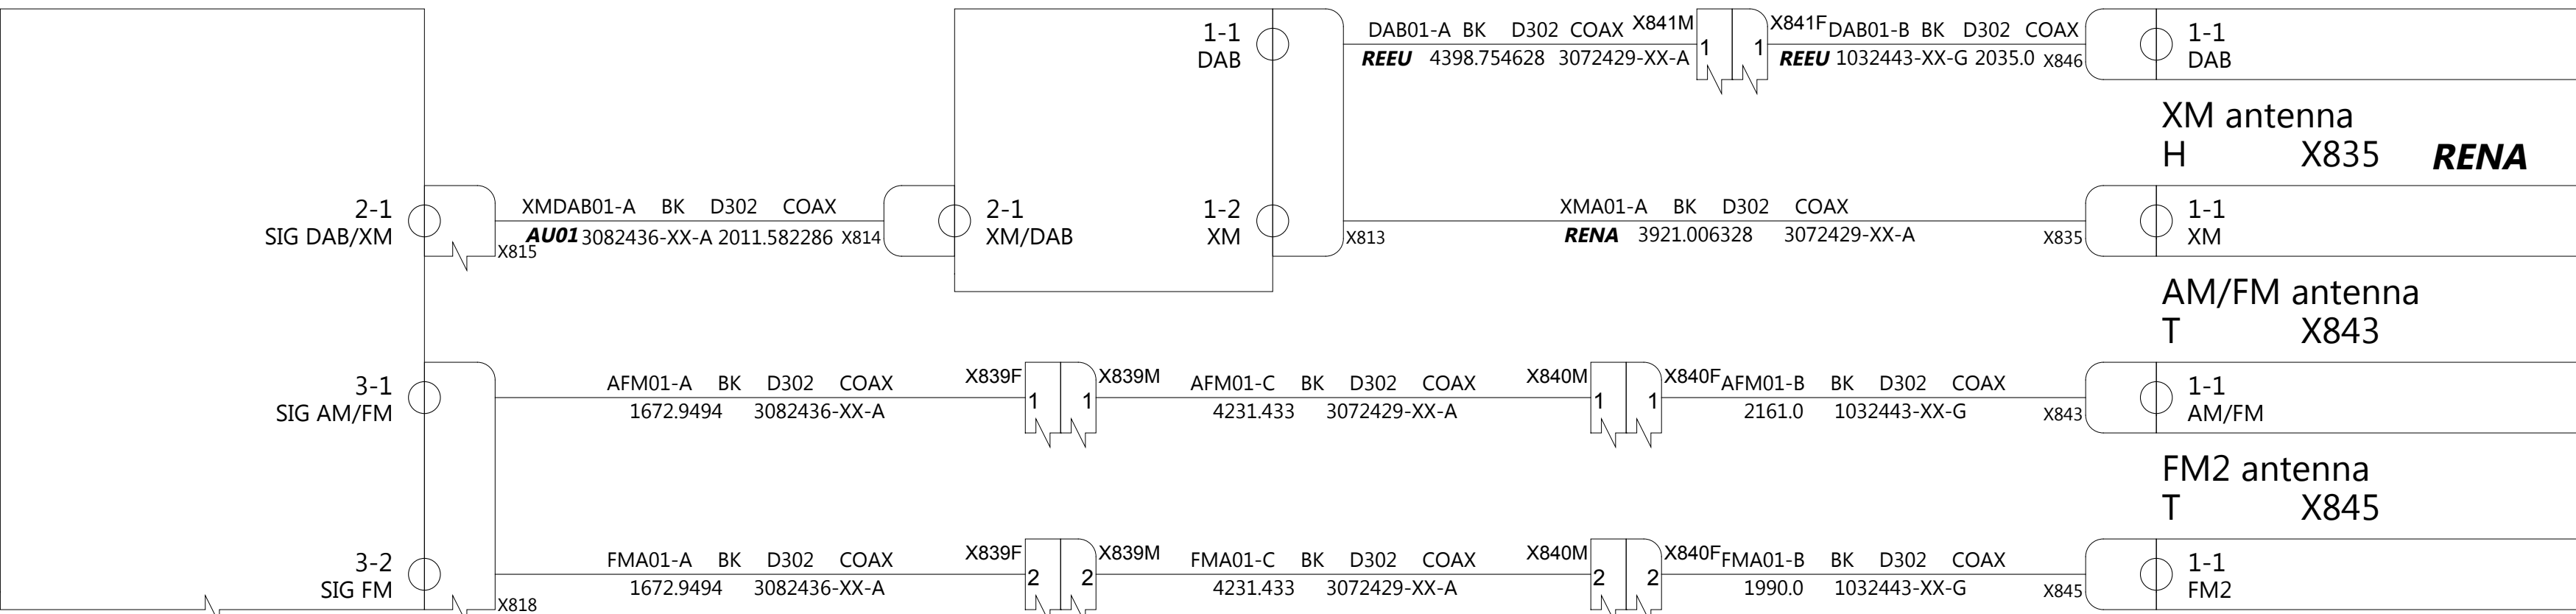 1-1
DAB
DAB01-A BK D302 COAX
REEU 4398.754628 3072429-XX-A
X841M
1
1
X841F
DAB01-B BK D302 COAX
REEU 1032443-XX-G 2035.0 X846
1-1
DAB
XM antenna
H X835 RENA
2-1
SIG DAB/XM
X815
XMDAB01-A BK D302 COAX
AU01 3082436-XX-A 2011.582286 X814
2-1
XM/DAB
1-2
XM
X813
XMA01-A BK D302 COAX
RENA 3921.006328 3072429-XX-A
X835
1-1
XM
AM/FM antenna
T X843
3-1
SIG AM/FM
AFM01-A BK D302 COAX
1672.9494 3082436-XX-A
X839F
1
1
X839M
AFM01-C BK D302 COAX
4231.433 3072429-XX-A
X840M
1
1
X840F
AFM01-B BK D302 COAX
2161.0 1032443-XX-G
X843
1-1
AM/FM
FM2 antenna
T X845
3-2
SIG FM
X818
FMA01-A BK D302 COAX
1672.9494 3082436-XX-A
X839F
2
2
X839M
FMA01-C BK D302 COAX
4231.433 3072429-XX-A
X840M
2
2
X840F
FMA01-B BK D302 COAX
1990.0 1032443-XX-G
X845
1-1
FM2